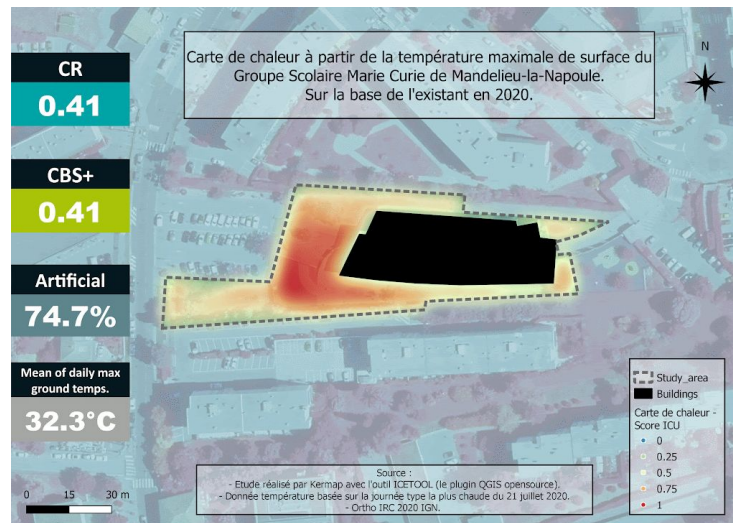 Carte de chaleur à partir de la température maximale de surface du
Groupe Scolaire Marie Curie de Mandelieu-la-Napoule.
Sur la base de l'existant en 2020.
N
CR
0.41
CBS+
0.41
Artificial
74.7%
Mean of daily max
ground temps.
32.3°C
0 15 30 m
Source :
- Etude réalisé par Kermap avec l'outil ICETOOL (le plugin QGIS opensource).
- Donnée température basée sur la journée type la plus chaude du 21 juillet 2020.
- Ortho IRC 2020 IGN.
Study_area
Buildings
Carte de chaleur -
Score ICU
0
0.25
0.5
0.75
1